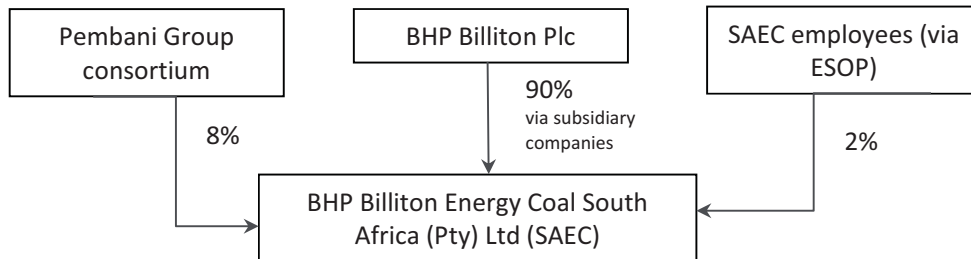 Pembani Group
consortium
BHP Billiton Plc
SAEC employees (via
ESOP)
8%
90%
via subsidiary
companies
2%
BHP Billiton Energy Coal South
Africa (Pty) Ltd (SAEC)